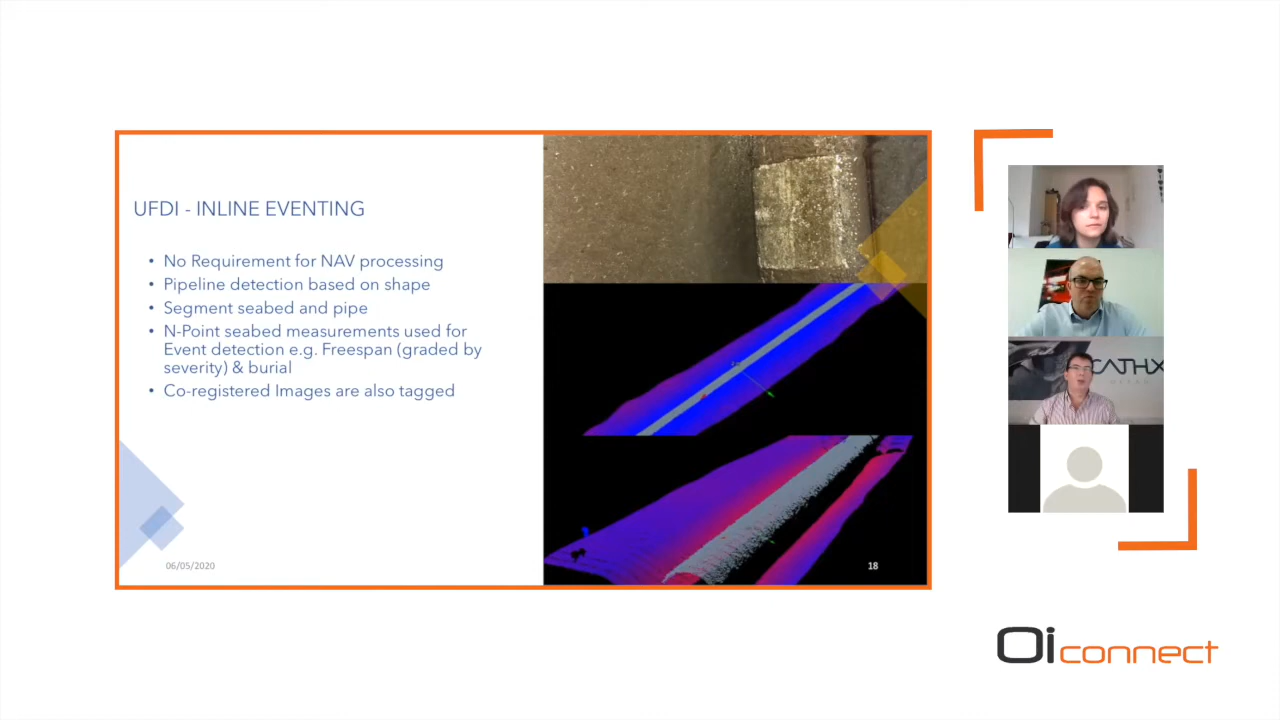 UFDI - INLINE EVENTING
• No Requirement for NAV processing
• Pipeline detection based on shape
• Segment seabed and pipe
• N-Point seabed measurements used for
Event detection e.g. Freespan (graded by
severity) & burial
• Co-registered Images are also tagged
06/05/2020
18
CATHX
Oi connect